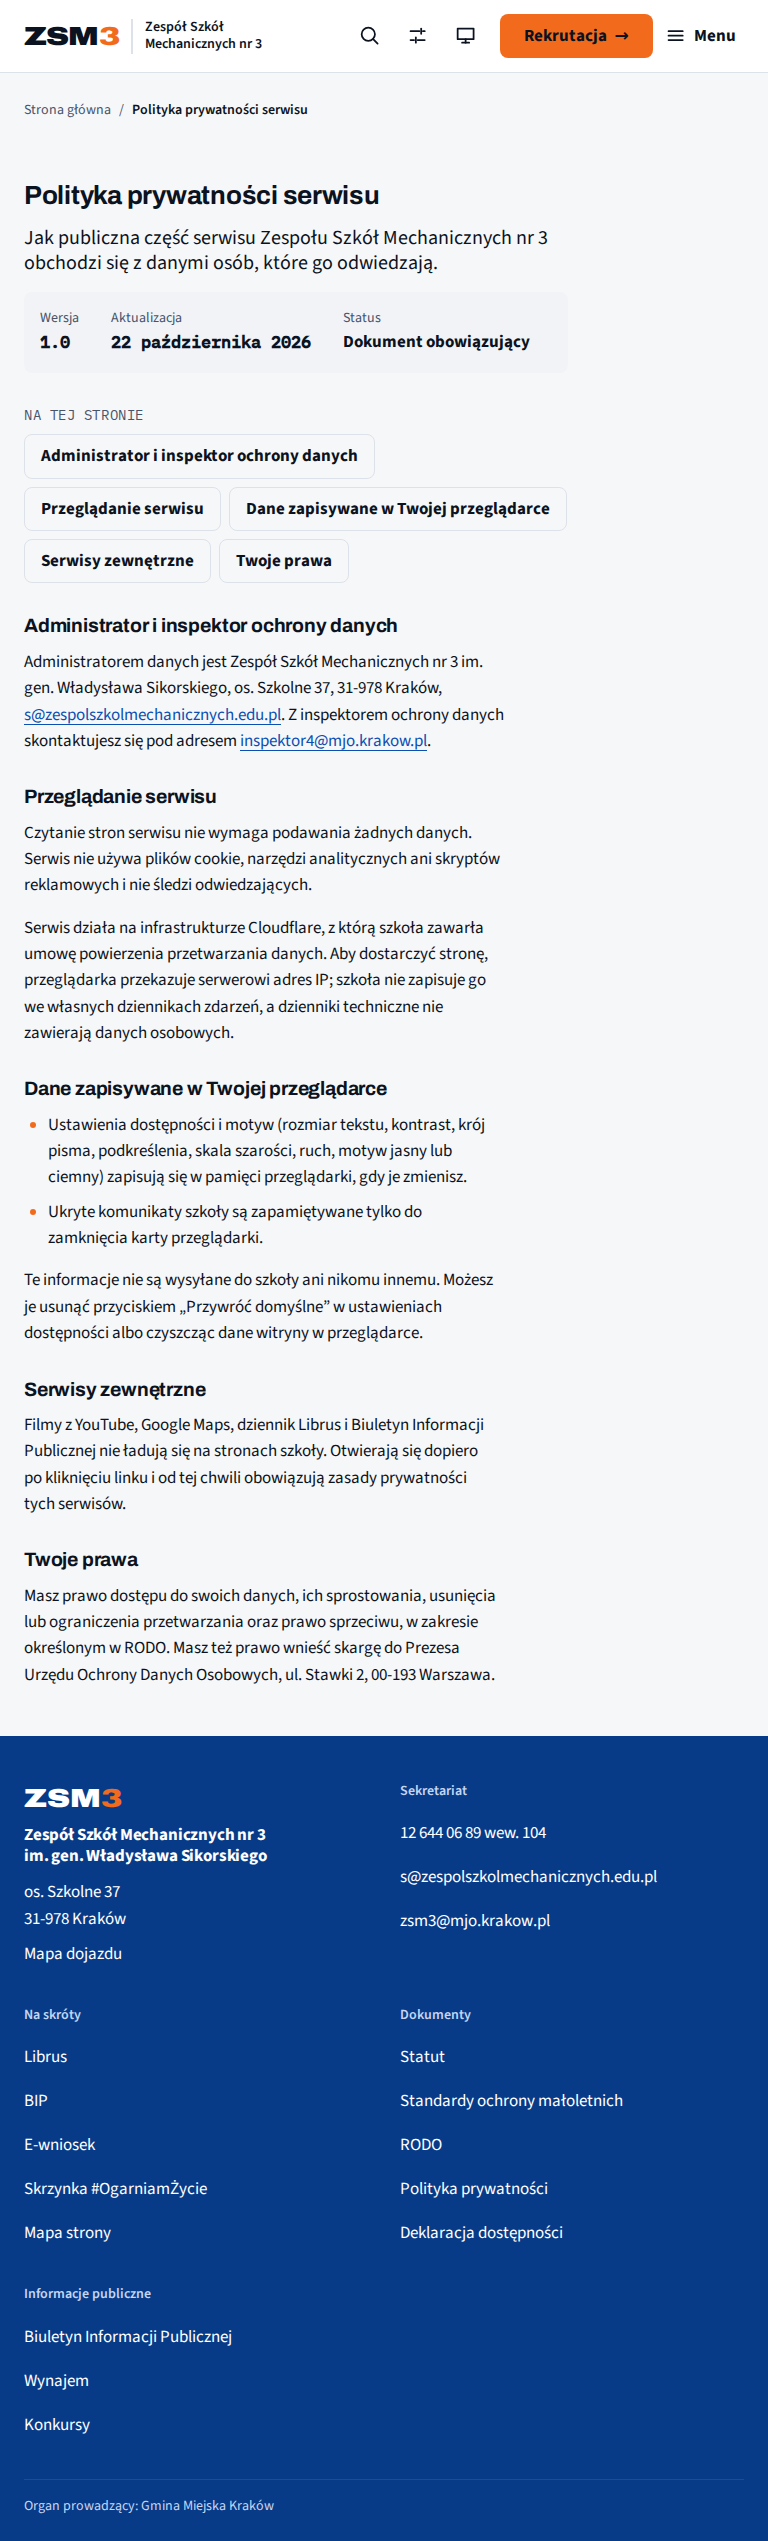 ZSM3
Zespół Szkół
Mechanicznych nr 3
Rekrutacja →
Menu
Strona główna / Polityka prywatności serwisu
Polityka prywatności serwisu
Jak publiczna część serwisu Zespołu Szkół Mechanicznych nr 3
obchodzi się z danymi osób, które go odwiedzają.
Wersja
1.0
Aktualizacja
22 października 2026
Status
Dokument obowiązujący
NA TEJ STRONIE
Administrator i inspektor ochrony danych
Przeglądanie serwisu
Dane zapisywane w Twojej przeglądarce
Serwisy zewnętrzne
Twoje prawa
Administrator i inspektor ochrony danych
Administratorem danych jest Zespół Szkół Mechanicznych nr 3 im.
gen. Władysława Sikorskiego, os. Szkolne 37, 31-978 Kraków,
s@zespolszkolmechanicznych.edu.pl. Z inspektorem ochrony danych
skontaktujesz się pod adresem inspektor4@mjo.krakow.pl.
Przeglądanie serwisu
Czytanie stron serwisu nie wymaga podawania żadnych danych.
Serwis nie używa plików cookie, narzędzi analitycznych ani skryptów
reklamowych i nie śledzi odwiedzających.
Serwis działa na infrastrukturze Cloudflare, z którą szkoła zawarła
umowę powierzenia przetwarzania danych. Aby dostarczyć stronę,
przeglądarka przekazuje serwerowi adres IP; szkoła nie zapisuje go
we własnych dziennikach zdarzeń, a dzienniki techniczne nie
zawierają danych osobowych.
Dane zapisywane w Twojej przeglądarce
Ustawienia dostępności i motyw (rozmiar tekstu, kontrast, krój
pisma, podkreślenia, skala szarości, ruch, motyw jasny lub
ciemny) zapisują się w pamięci przeglądarki, gdy je zmienisz.
Ukryte komunikaty szkoły są zapamiętywane tylko do
zamknięcia karty przeglądarki.
Te informacje nie są wysyłane do szkoły ani nikomu innemu. Możesz
je usunąć przyciskiem „Przywróć domyślne” w ustawieniach
dostępności albo czyszcząc dane witryny w przeglądarce.
Serwisy zewnętrzne
Filmy z YouTube, Google Maps, dziennik Librus i Biuletyn Informacji
Publicznej nie ładują się na stronach szkoły. Otwierają się dopiero
po kliknięciu linku i od tej chwili obowiązują zasady prywatności
tych serwisów.
Twoje prawa
Masz prawo dostępu do swoich danych, ich sprostowania, usunięcia
lub ograniczenia przetwarzania oraz prawo sprzeciwu, w zakresie
określonym w RODO. Masz też prawo wnieść skargę do Prezesa
Urzędu Ochrony Danych Osobowych, ul. Stawki 2, 00-193 Warszawa.
ZSM3
Zespół Szkół Mechanicznych nr 3
im. gen. Władysława Sikorskiego
os. Szkolne 37
31-978 Kraków
Mapa dojazdu
Sekretariat
12 644 06 89 wew. 104
s@zespolszkolmechanicznych.edu.pl
zsm3@mjo.krakow.pl
Na skróty
Librus
BIP
E-wniosek
Skrzynka #OgarniamŻycie
Mapa strony
Dokumenty
Statut
Standardy ochrony małoletnich
RODO
Polityka prywatności
Deklaracja dostępności
Informacje publiczne
Biuletyn Informacji Publicznej
Wynajem
Konkursy
Organ prowadzący: Gmina Miejska Kraków